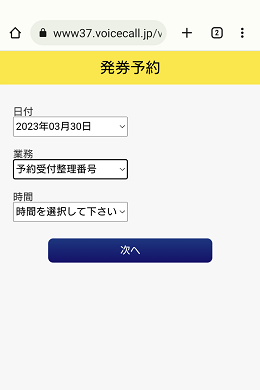 www37.voicecall.jp/v
2
発券予約
日付
2023年03月30日
業務
予約受付整理番号
時間
時間を選択して下さい
次へ